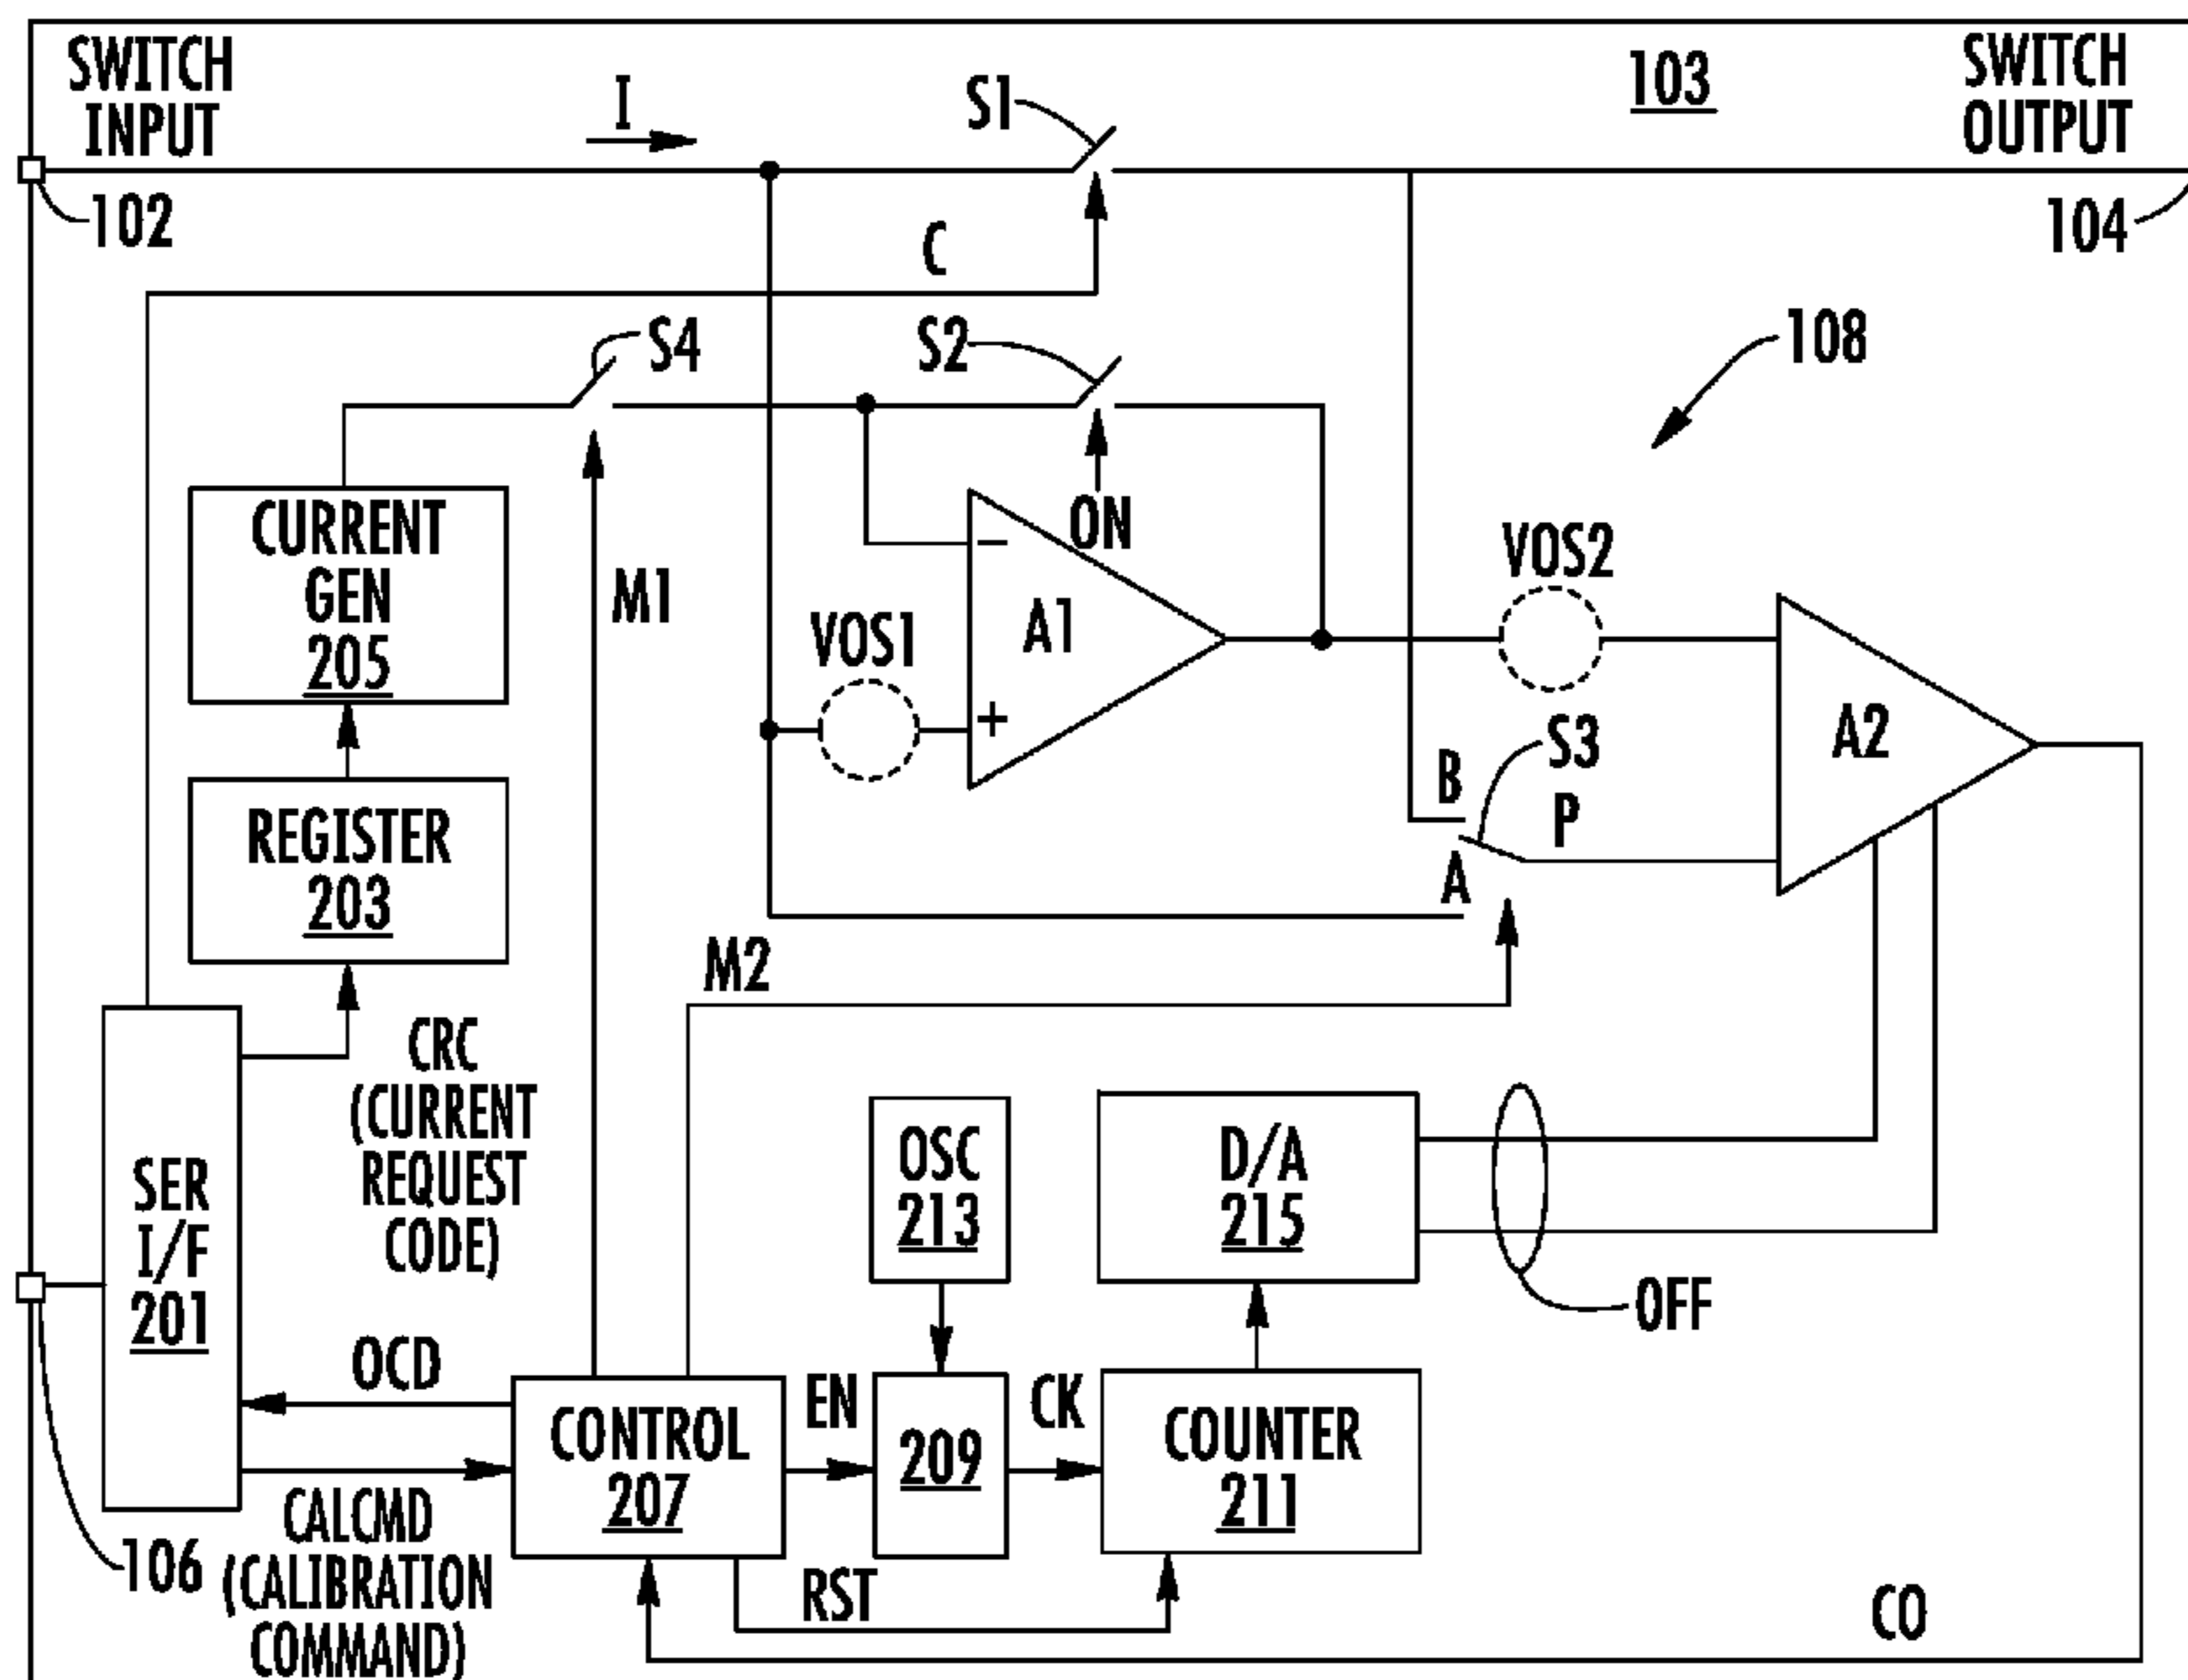 SWITCH
INPUT
I
S1
103
SWITCH
OUTPUT
102
104
C
S4
S2
108
CURRENT
GEN
205
M1
ON
VOS1
A1
VOS2
A2
S3
B
P
A
REGISTER
203
M2
CRC
(CURRENT
REQUEST
CODE)
SER
I/F
201
OSC
213
D/A
215
OFF
OCD
CONTROL
207
EN
209
CK
COUNTER
211
CALCMD
(CALIBRATION
COMMAND)
106
RST
CO
−
+